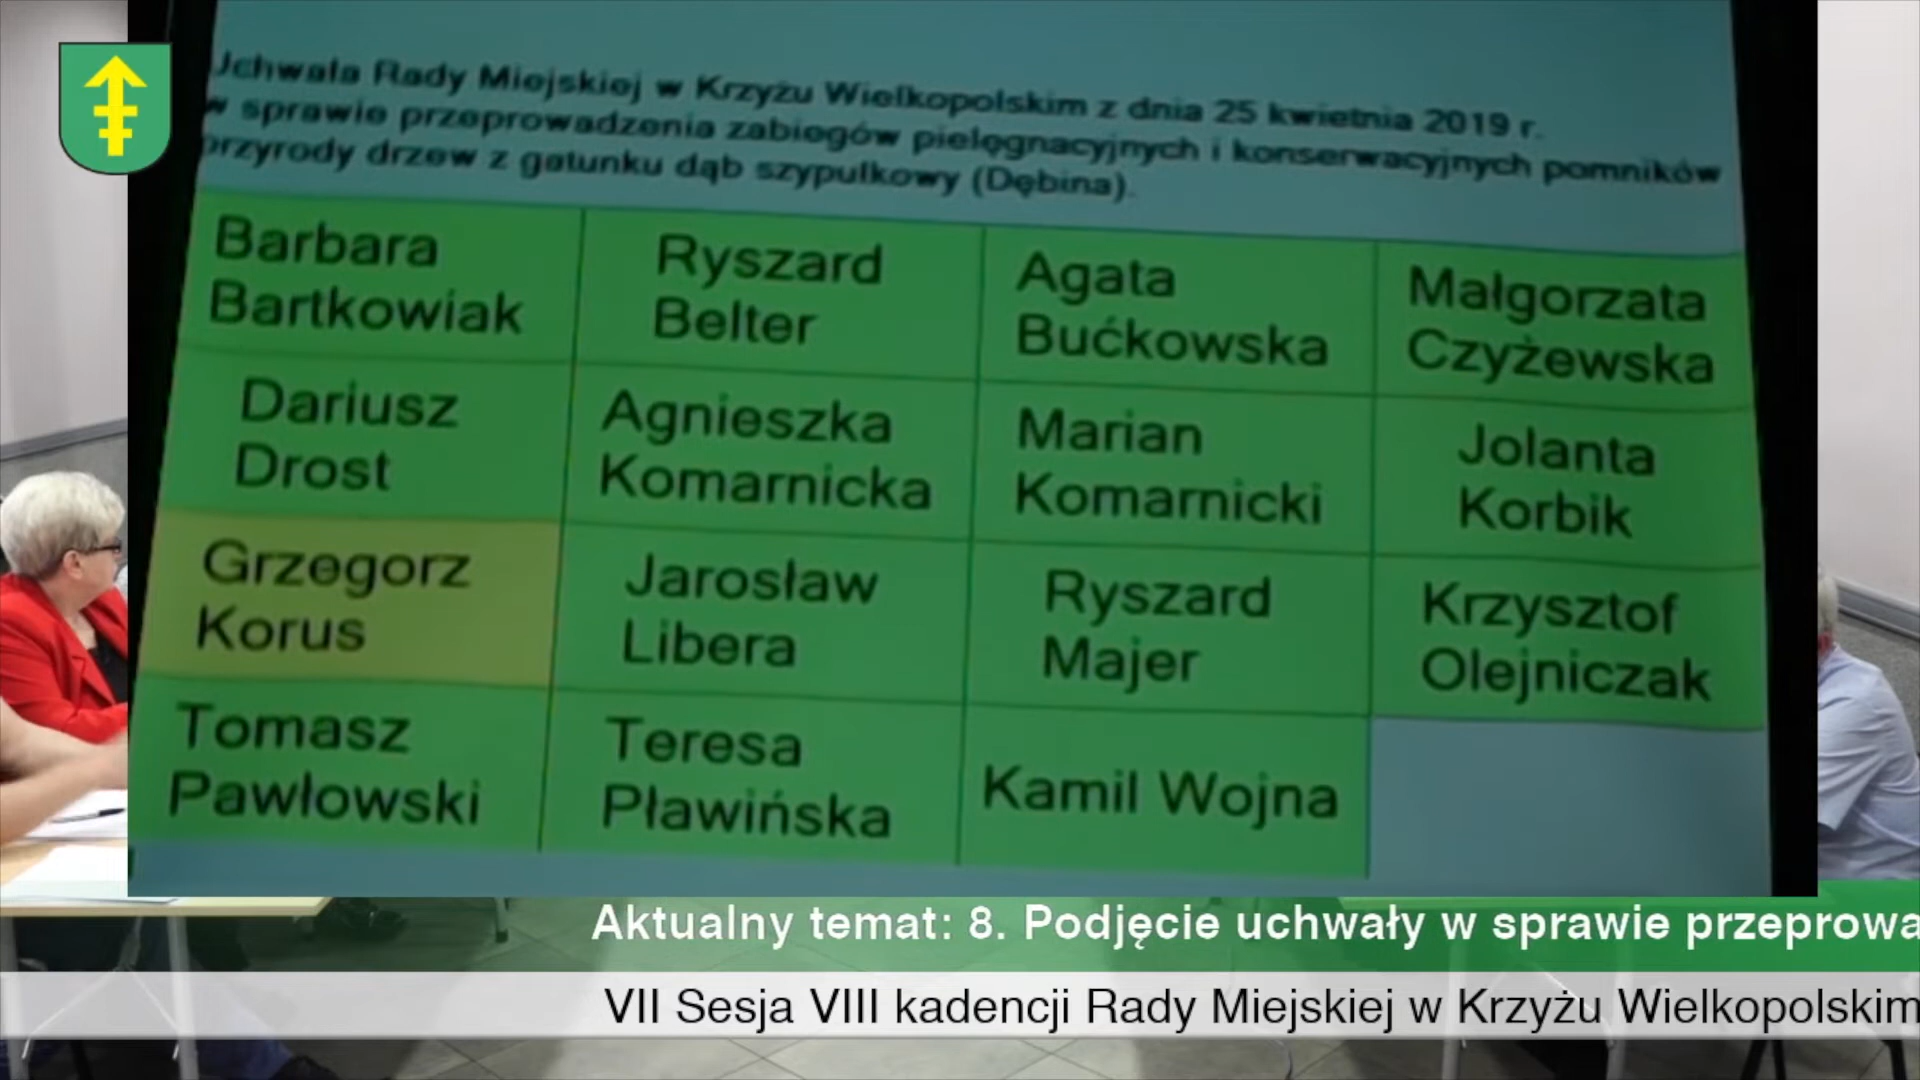 Uchwała Rady Miejskiej w Krzyżu Wielkopolskim z dnia 25 kwietnia 2019 r.
w sprawie przeprowadzenia zabiegów pielęgnacyjnych i konserwacyjnych pomników
przyrody drzew z gatunku dąb szypułkowy (Dębina).
Barbara
Bartkowiak
Ryszard
Belter
Agata
Bućkowska
Małgorzata
Czyżewska
Dariusz
Drost
Agnieszka
Komarnicka
Marian
Komarnicki
Jolanta
Korbik
Grzegorz
Korus
Jarosław
Libera
Ryszard
Majer
Krzysztof
Olejniczak
Tomasz
Pawłowski
Teresa
Pławińska
Kamil Wojna
Aktualny temat: 8. Podjęcie uchwały w sprawie przeprowa
VII Sesja VIII kadencji Rady Miejskiej w Krzyżu Wielkopolskim